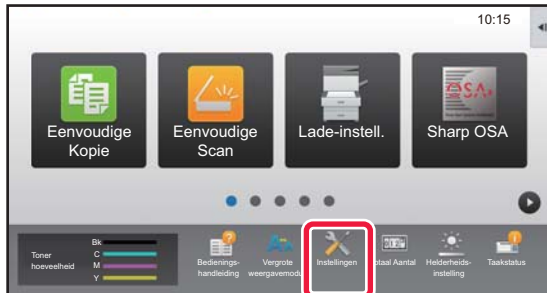 10:15
Eenvoudige
Kopie
Eenvoudige
Scan
Lade-instell.
OSA
Sharp OSA
Toner
hoeveelheid
Bk
C
M
Y
Bedienings-
handleiding
Vergrote
weergavemodu
Instellingen
otaal Aantal
Helderheids-
instelling
Taakstatus